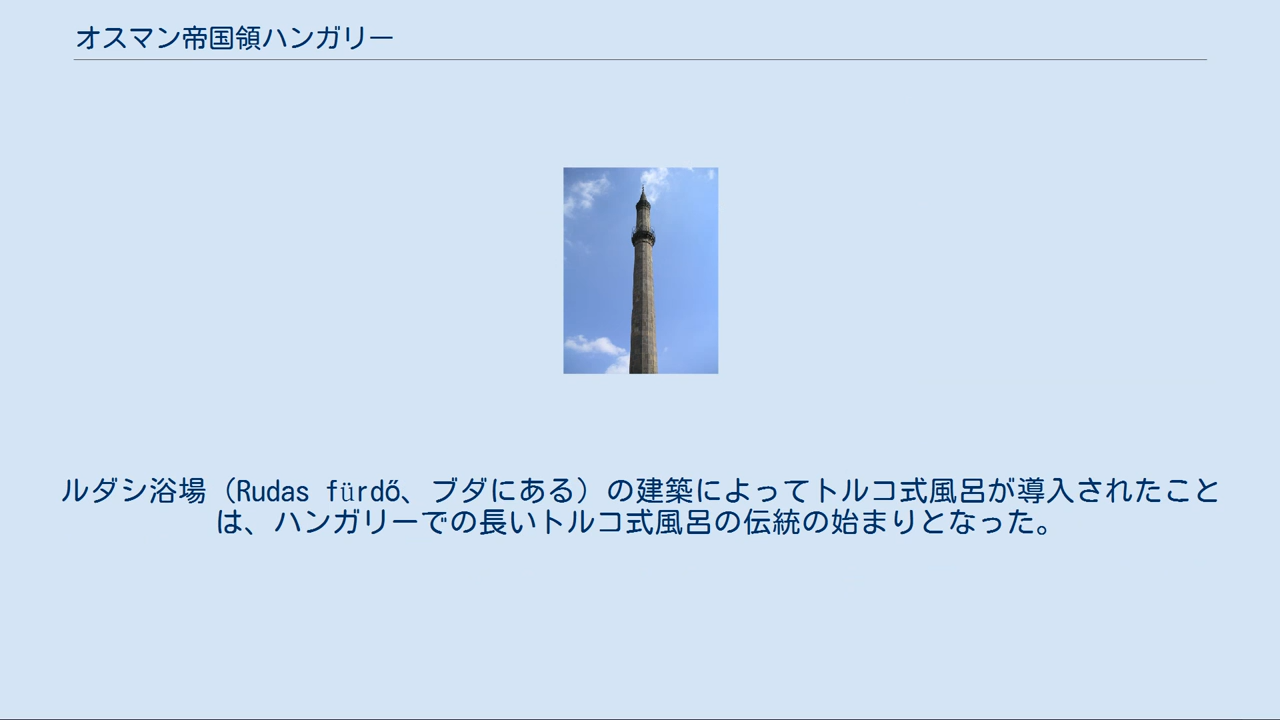 オスマン帝国領ハンガリー
ルダシ浴場（Rudas fürdő、ブダにある）の建築によってトルコ式風呂が導入されたこと
は、ハンガリーでの長いトルコ式風呂の伝統の始まりとなった。